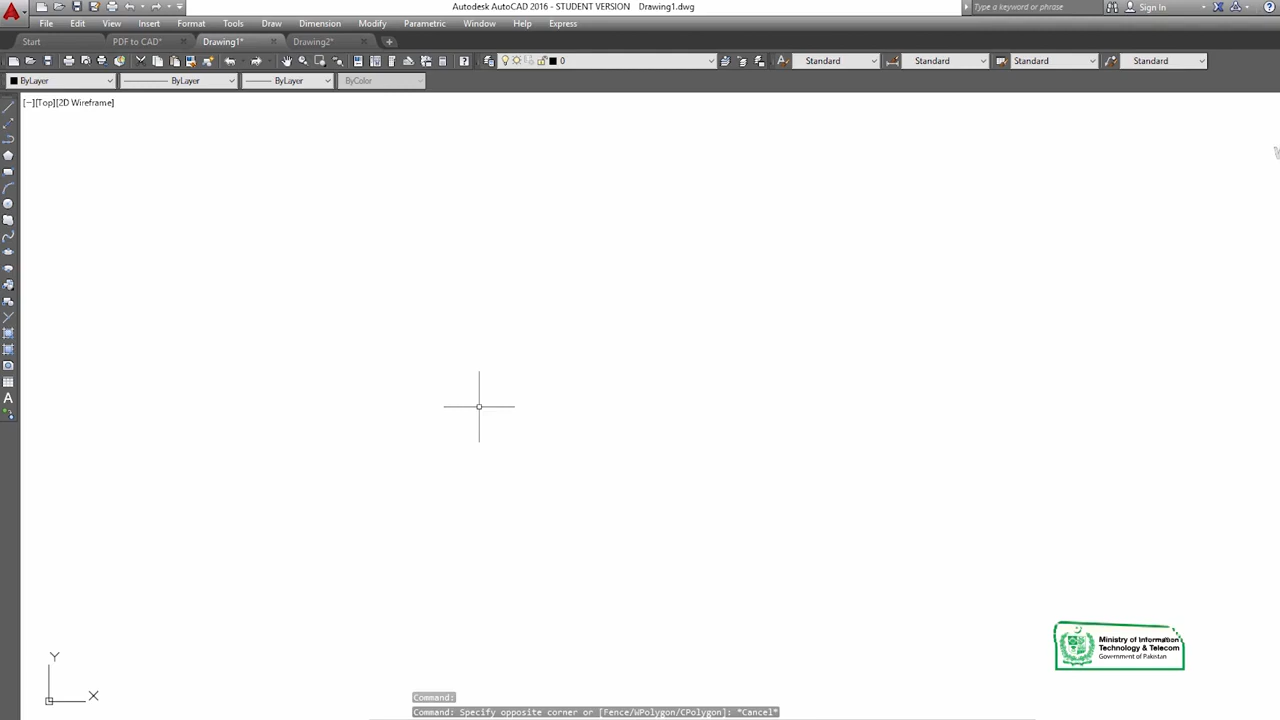 Autodesk AutoCAD 2016 - STUDENT VERSION Drawing1.dwg
Type a keyword or phrase
Sign In
File Edit View Insert Format Tools Draw Dimension Modify Parametric Window Help Express
Start PDF to CAD* Drawing1* Drawing2*
0 Standard Standard Standard Standard
ByLayer ByLayer ByLayer ByColor
[−][Top][2D Wireframe]
Ministry of Information
Technology & Telecom
Government of Pakistan
Y
X
Command:
Command: Specify opposite corner or [Fence/WPolygon/CPolygon]: *Cancel*